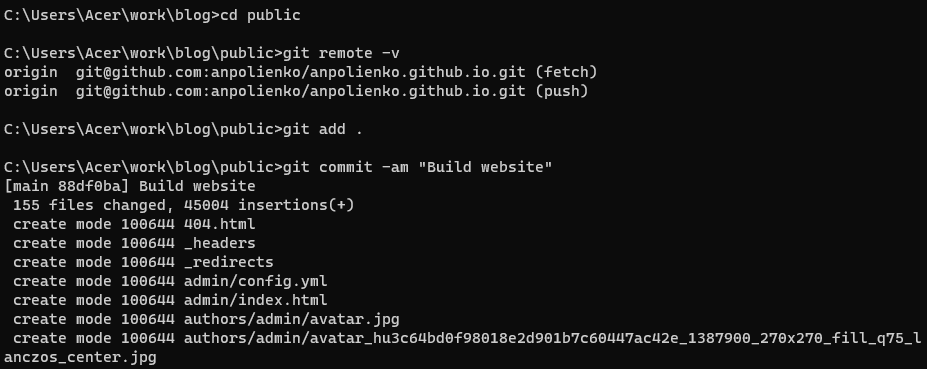 C:\Users\Acer\work\blog>cd public
C:\Users\Acer\work\blog\public>git remote -v
origin  git@github.com:anpolienko/anpolienko.github.io.git (fetch)
origin  git@github.com:anpolienko/anpolienko.github.io.git (push)
C:\Users\Acer\work\blog\public>git add .
C:\Users\Acer\work\blog\public>git commit -am "Build website"
[main 88df0ba] Build website
 155 files changed, 45004 insertions(+)
 create mode 100644 404.html
 create mode 100644 _headers
 create mode 100644 _redirects
 create mode 100644 admin/config.yml
 create mode 100644 admin/index.html
 create mode 100644 authors/admin/avatar.jpg
 create mode 100644 authors/admin/avatar_hu3c64bd0f98018e2d901b7c60447ac42e_1387900_270x270_fill_q75_l
anczos_center.jpg